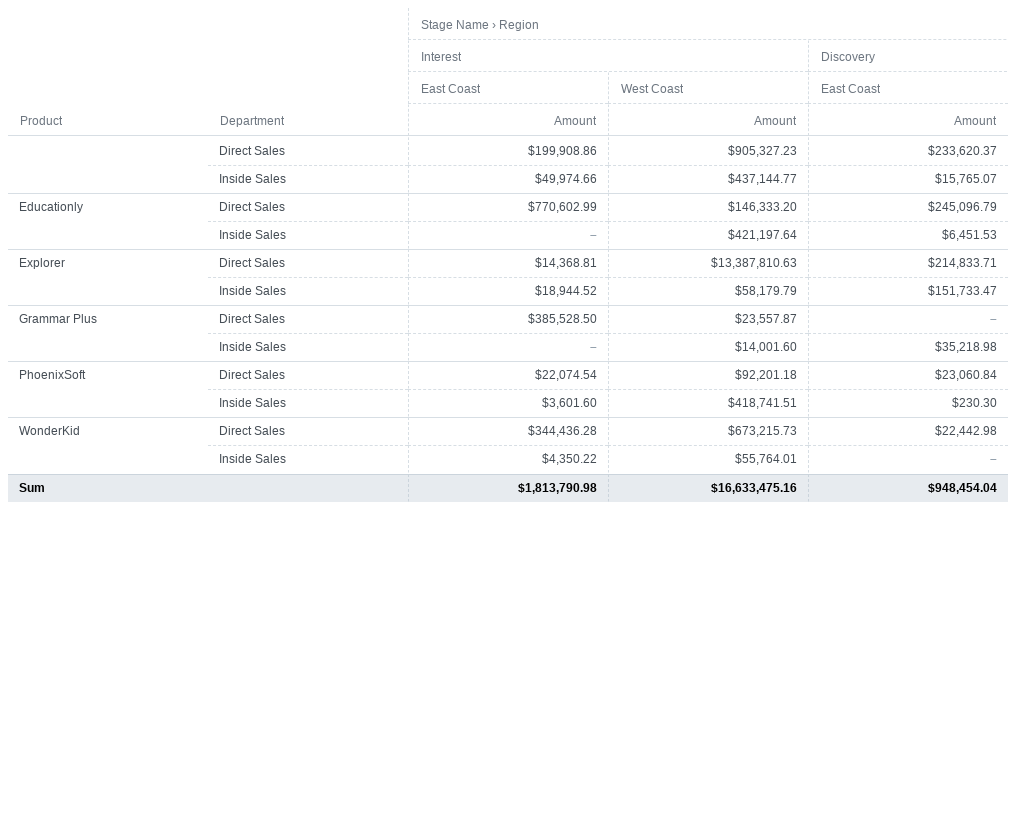 Stage Name › Region
Interest Discovery
East Coast West Coast East Coast
Product Department Amount Amount Amount
Direct Sales $199,908.86 $905,327.23 $233,620.37
Inside Sales $49,974.66 $437,144.77 $15,765.07
Educationly Direct Sales $770,602.99 $146,333.20 $245,096.79
Inside Sales – $421,197.64 $6,451.53
Explorer Direct Sales $14,368.81 $13,387,810.63 $214,833.71
Inside Sales $18,944.52 $58,179.79 $151,733.47
Grammar Plus Direct Sales $385,528.50 $23,557.87 –
Inside Sales – $14,001.60 $35,218.98
PhoenixSoft Direct Sales $22,074.54 $92,201.18 $23,060.84
Inside Sales $3,601.60 $418,741.51 $230.30
WonderKid Direct Sales $344,436.28 $673,215.73 $22,442.98
Inside Sales $4,350.22 $55,764.01 –
Sum $1,813,790.98 $16,633,475.16 $948,454.04